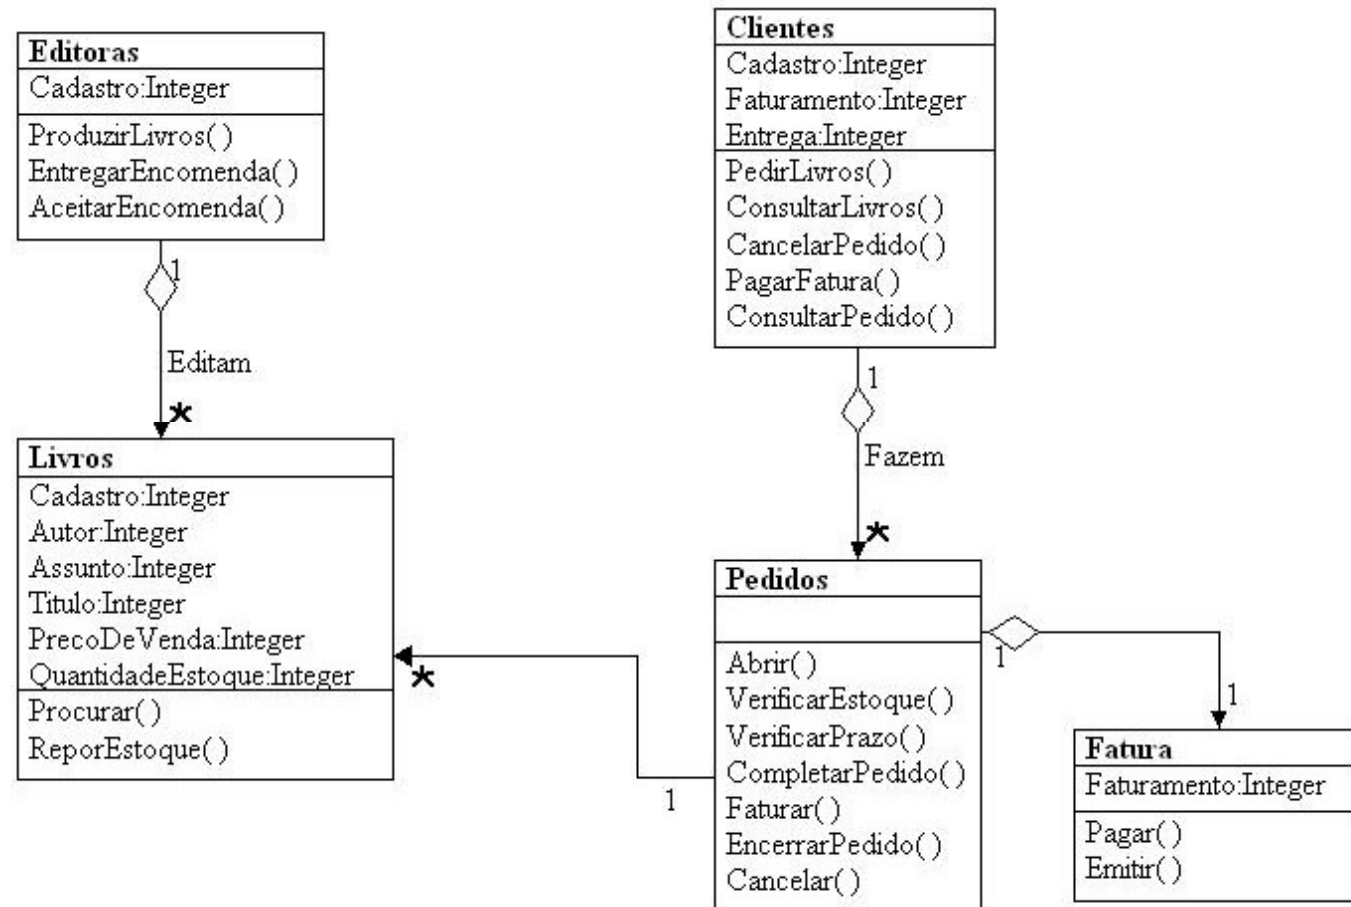 Editoras
Cadastro:Integer
ProduzirLivros()
EntregarEncomenda()
AceitarEncomenda()
1
Editam
*
Livros
Cadastro:Integer
Autor:Integer
Assunto:Integer
Titulo:Integer
PrecoDeVenda:Integer
QuantidadeEstoque:Integer
Procurar()
ReporEstoque()
Clientes
Cadastro:Integer
Faturamento:Integer
Entrega:Integer
PedirLivros()
ConsultarLivros()
CancelarPedido()
PagarFatura()
ConsultarPedido()
1
Fazem
*
Pedidos
Abrir()
VerificarEstoque()
VerificarPrazo()
CompletarPedido()
Faturar()
EncerrarPedido()
Cancelar()
*
1
1
1
Fatura
Faturamento:Integer
Pagar()
Emitir()